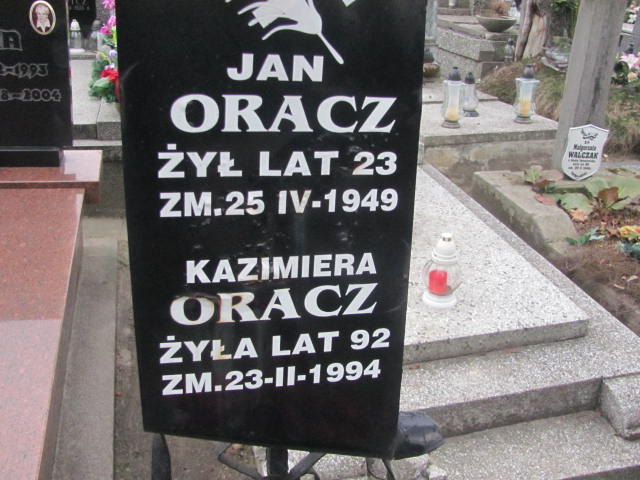 JAN
ORACZ
ŻYŁ LAT 23
ZM.25 IV-1949
KAZIMIERA
ORACZ
ŻYŁA LAT 92
ZM.23-II-1994
Małgorzata
WALCZAK